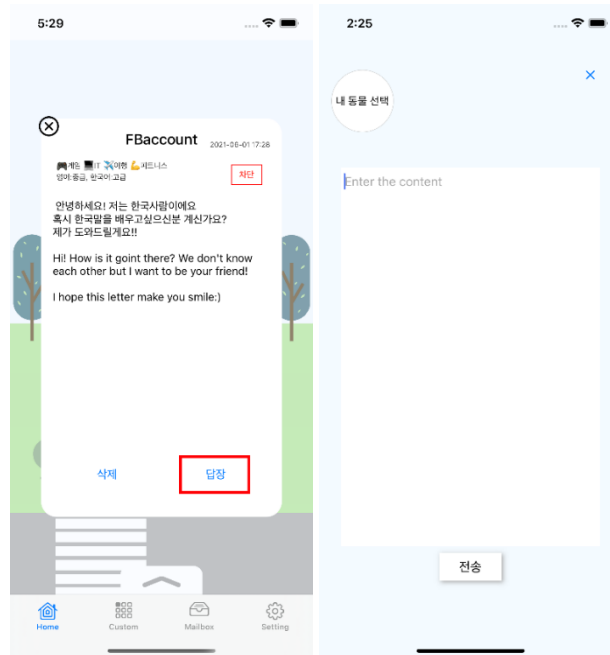 5:29
FBaccount
2021-06-01 17:28
🎮게임 💻IT ✈️여행 💪피트니스
영어:중급, 한국어:고급
차단
안녕하세요! 저는 한국사람이에요
혹시 한국말을 배우고싶으신분 계신가요?
제가 도와드릴게요!!
Hi! How is it goint there? We don't know
each other but I want to be your friend!
I hope this letter make you smile:)
삭제
답장
Home
Custom
Mailbox
Setting
2:25
내 동물 선택
Enter the content
전송